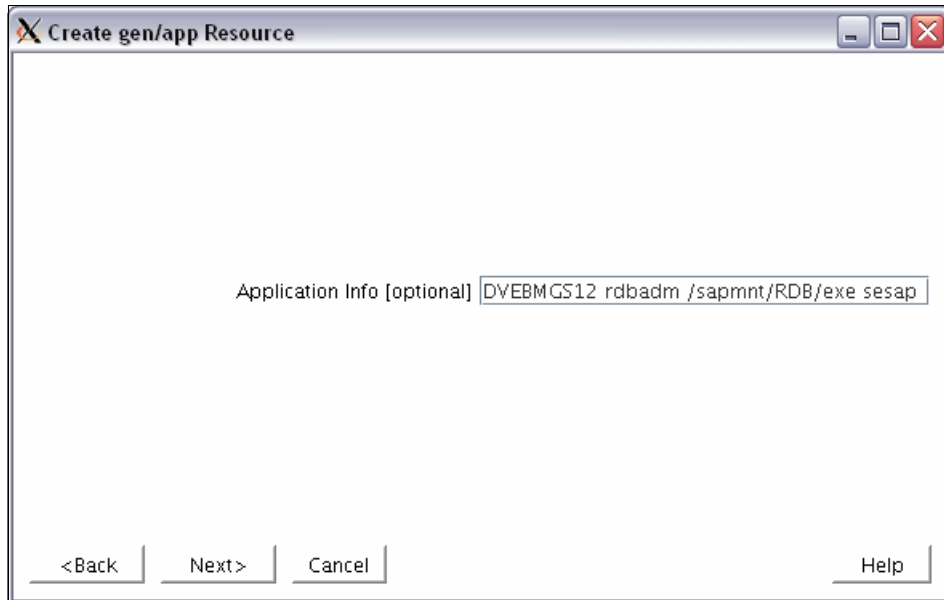 Create gen/app Resource
Application Info [optional] DVEBMGS12 rdbadm /sapmnt/RDB/exe sesap
<Back Next> Cancel Help